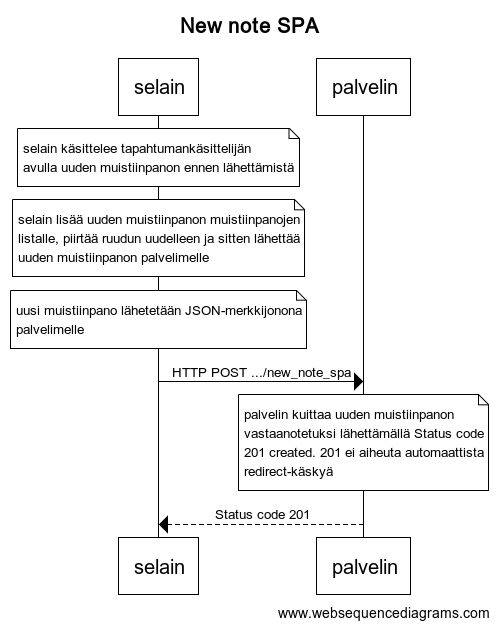 New note SPA
selain
palvelin
selain käsittelee tapahtumankäsittelijän
avulla uuden muistiinpanon ennen lähettämistä
selain lisää uuden muistiinpanon muistiinpanojen
listalle, piirtää ruudun uudelleen ja sitten lähettää
uuden muistiinpanon palvelimelle
uusi muistiinpano lähetetään JSON-merkkijonona
palvelimelle
HTTP POST .../new_note_spa
palvelin kuittaa uuden muistiinpanon
vastaanotetuksi lähettämällä Status code
201 created. 201 ei aiheuta automaattista
redirect-käskyä
Status code 201
selain
palvelin
www.websequencediagrams.com